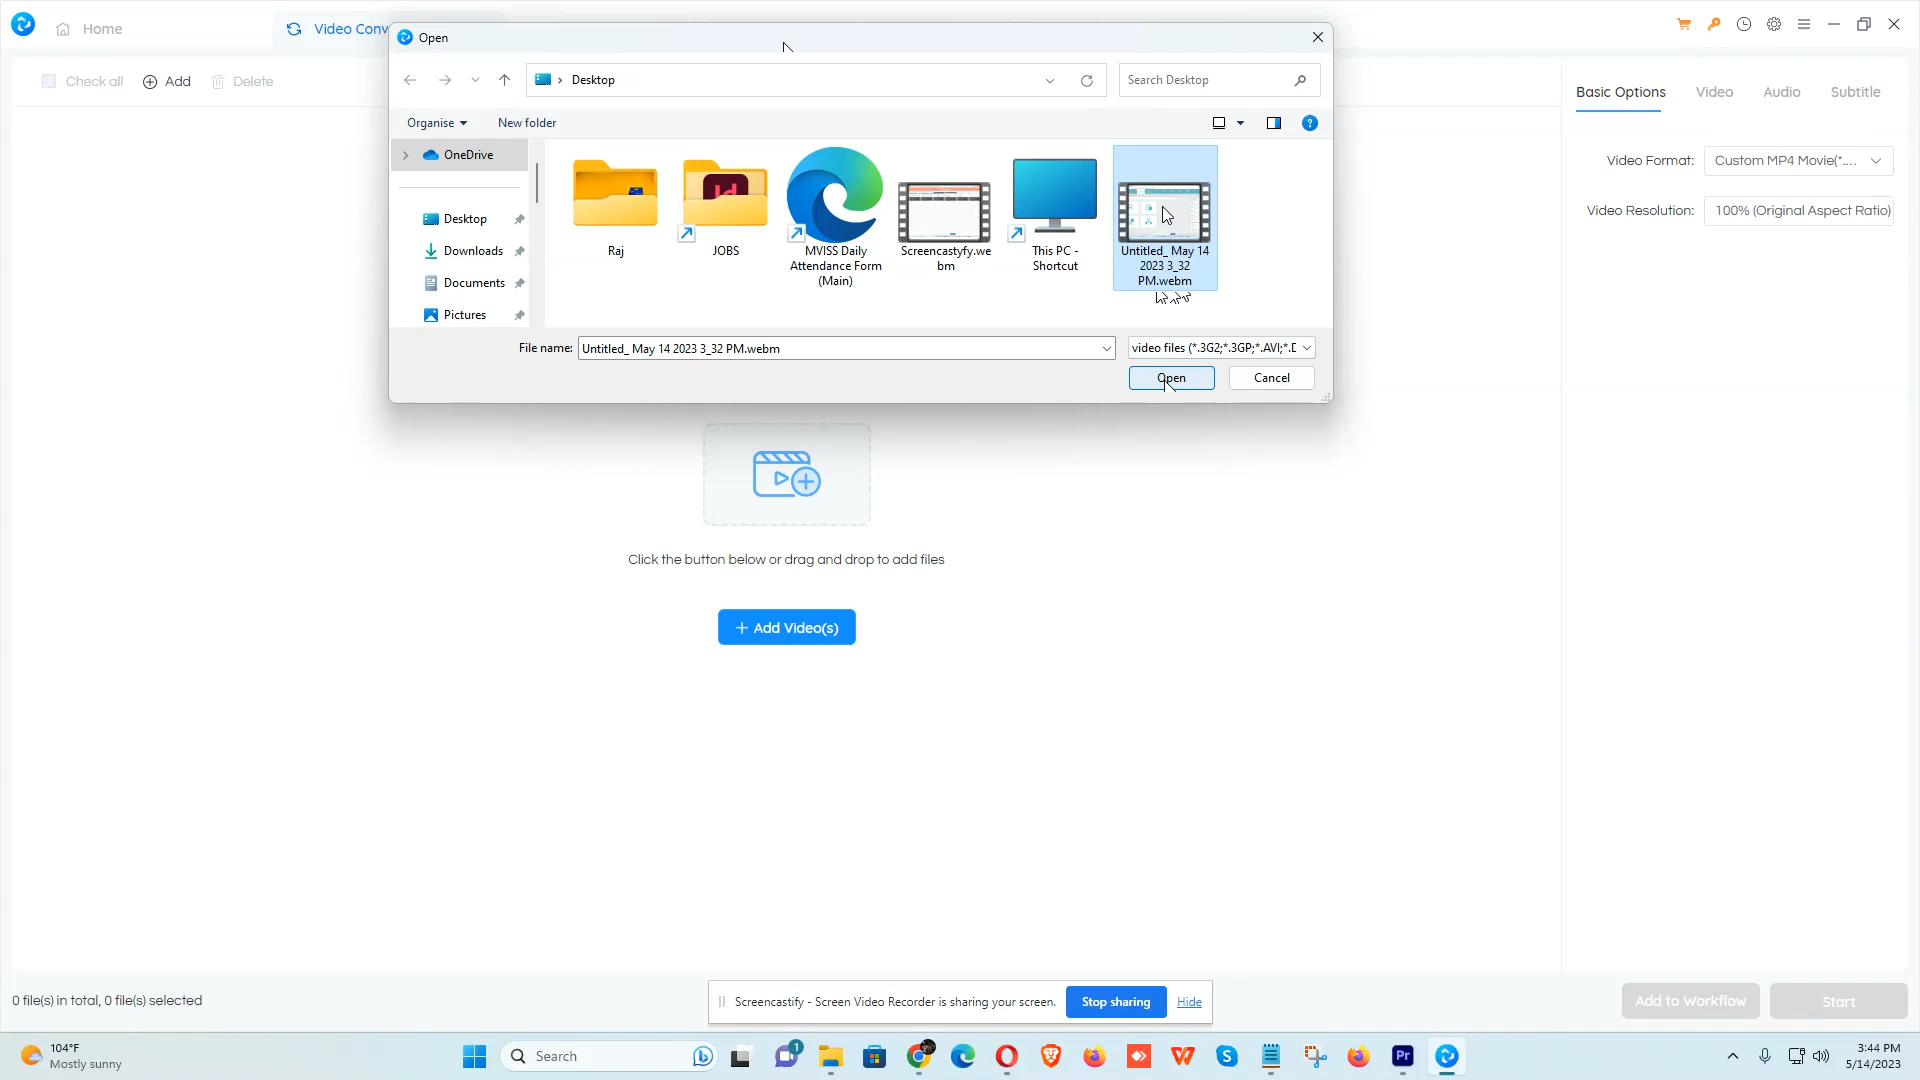 Home
Video Conv
Open
Check all
Add
Delete
Desktop
Search Desktop
Organise
New folder
OneDrive
Desktop
Downloads
Documents
Pictures
Raj
Id
JOBS
MVISS Daily
Attendance Form
(Main)
Screencastyfy.we
bm
This PC -
Shortcut
Untitled_ May 14
2023 3_32
PM.webm
File name:
Untitled_ May 14 2023 3_32 PM.webm
video files (*.3G2;*.3GP;*.AVI;*.D
Open
Cancel
Basic Options
Video
Audio
Subtitle
Video Format:
Custom MP4 Movie(*....
Video Resolution:
100% (Original Aspect Ratio)
Click the button below or drag and drop to add files
+ Add Video(s)
0 file(s) in total, 0 file(s) selected
Screencastify - Screen Video Recorder is sharing your screen.
Stop sharing
Hide
Add to Workflow
Start
104°F
Mostly sunny
Search
1
Pr
3:44 PM
5/14/2023